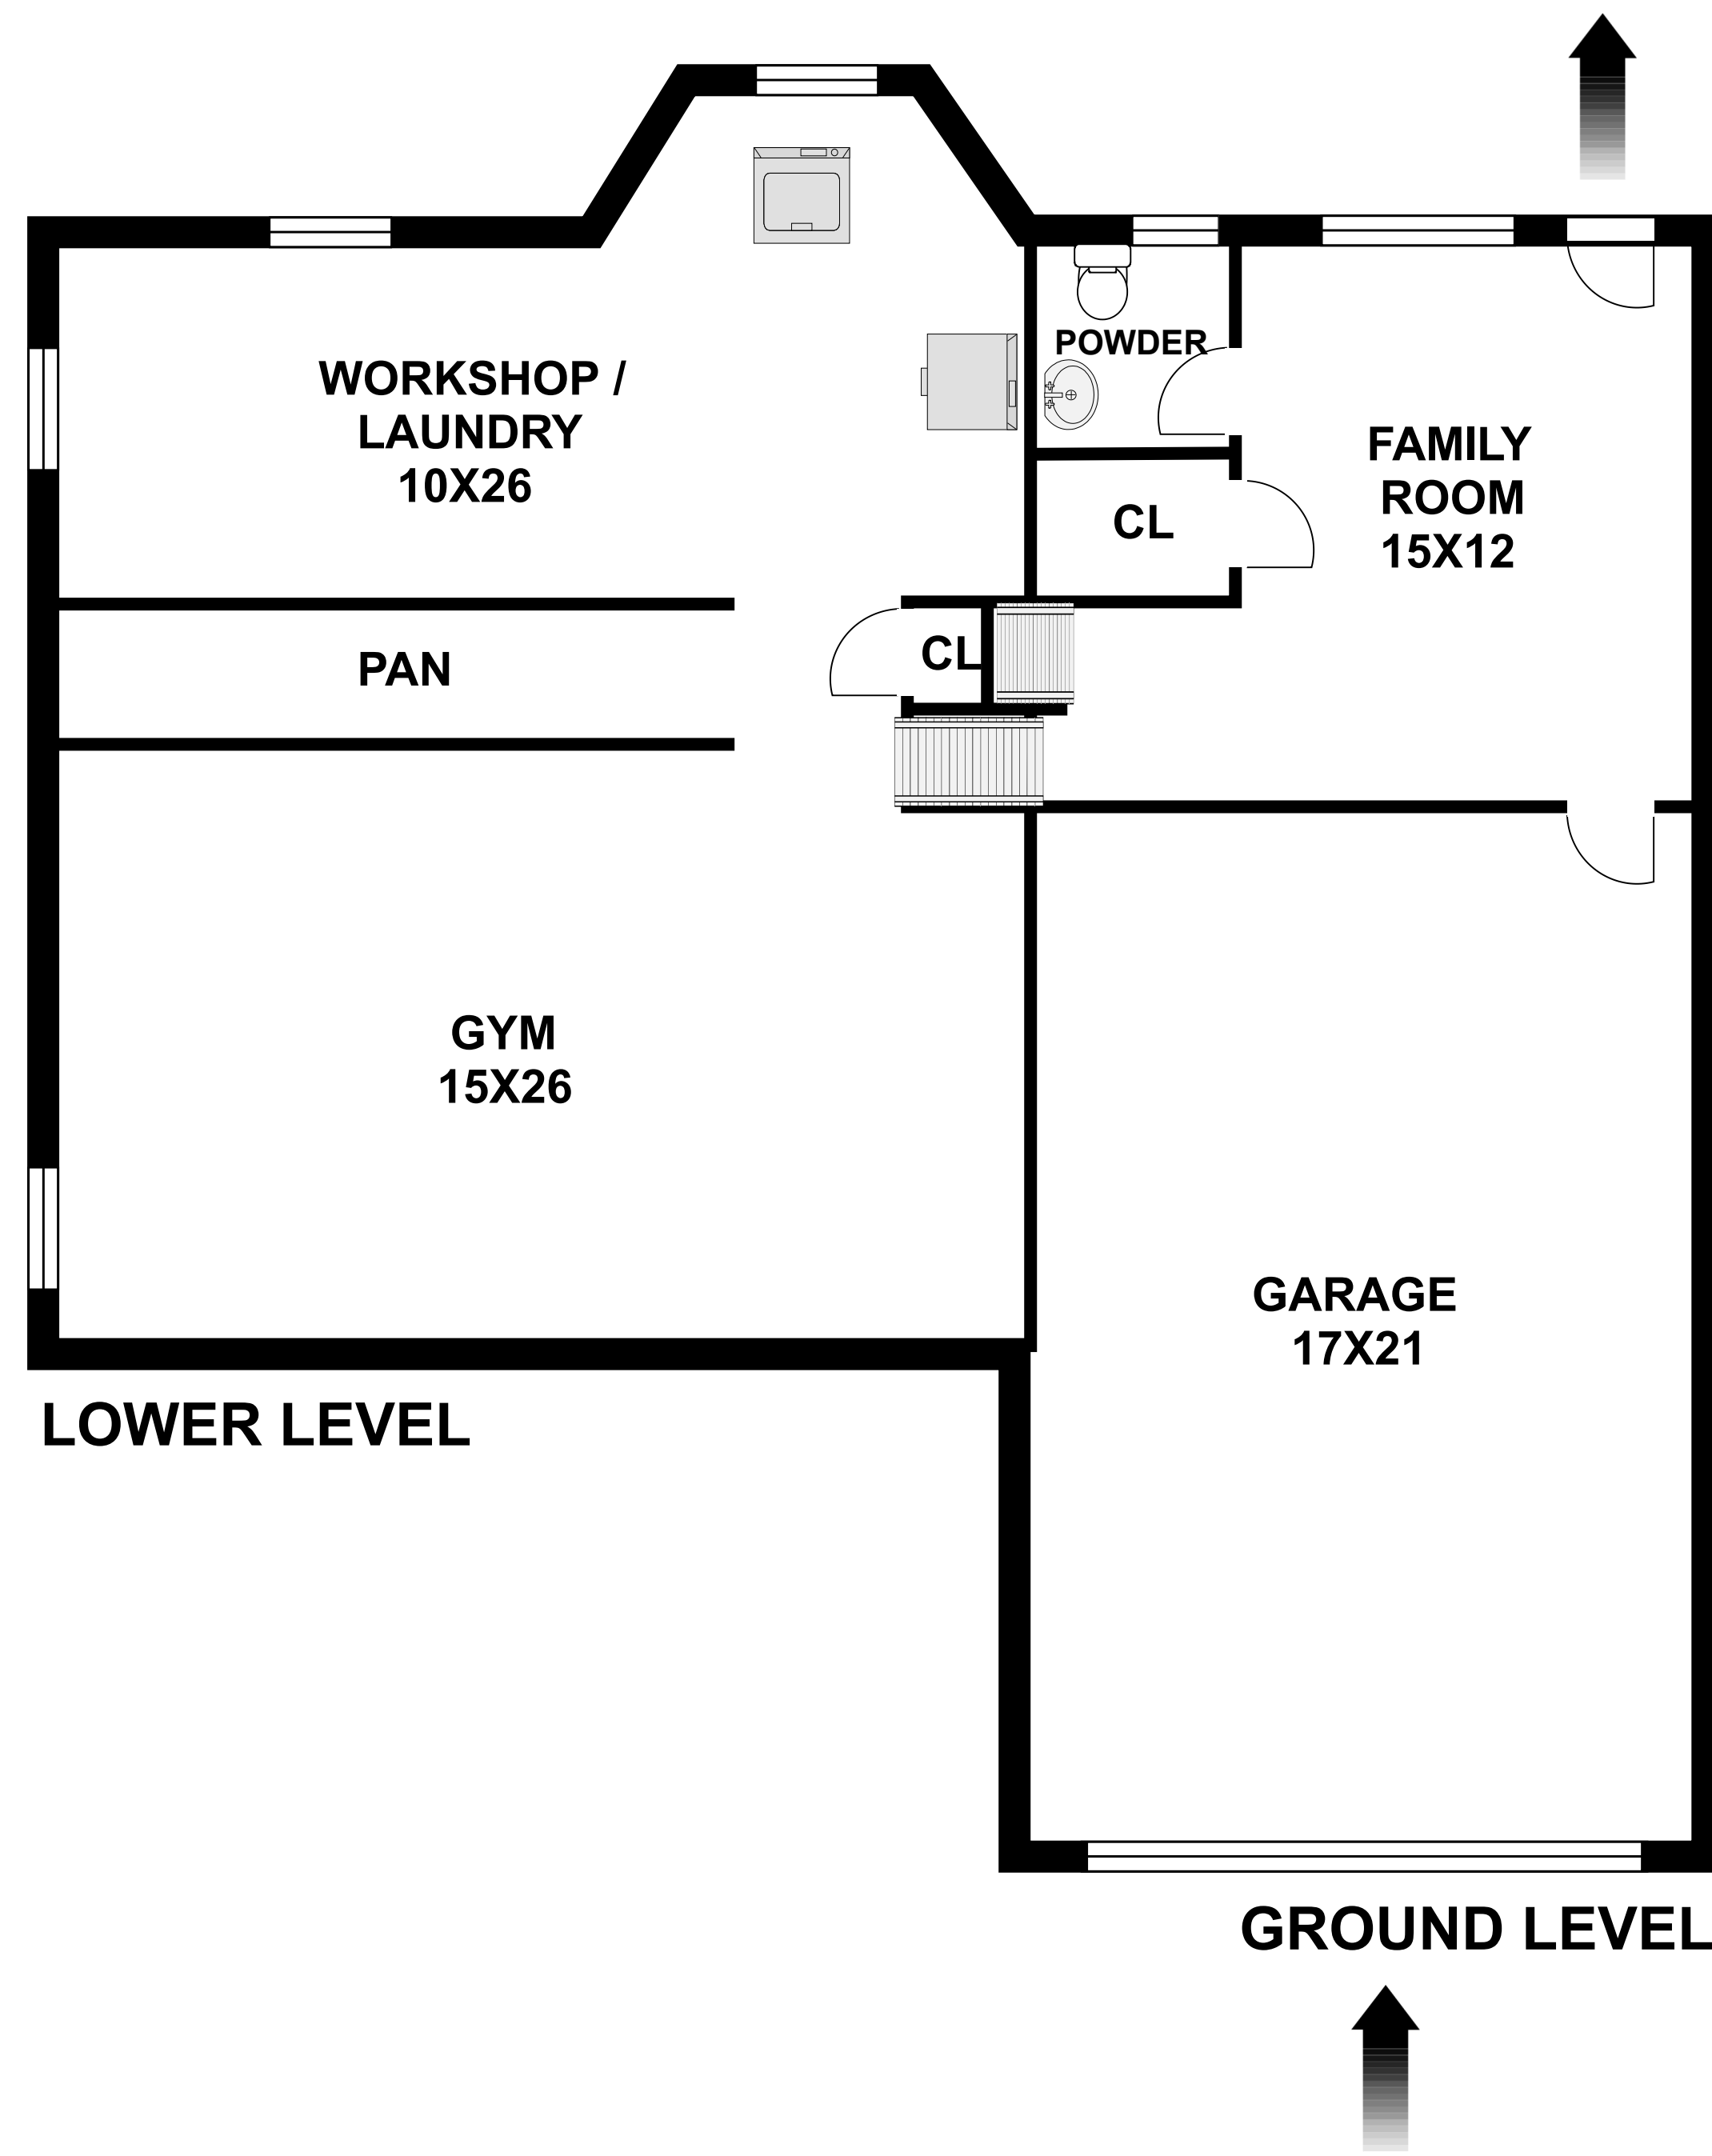 WORKSHOP /
LAUNDRY
10X26
POWDER
FAMILY
ROOM
15X12
CL
CL
PAN
GYM
15X26
GARAGE
17X21
LOWER LEVEL
GROUND LEVEL